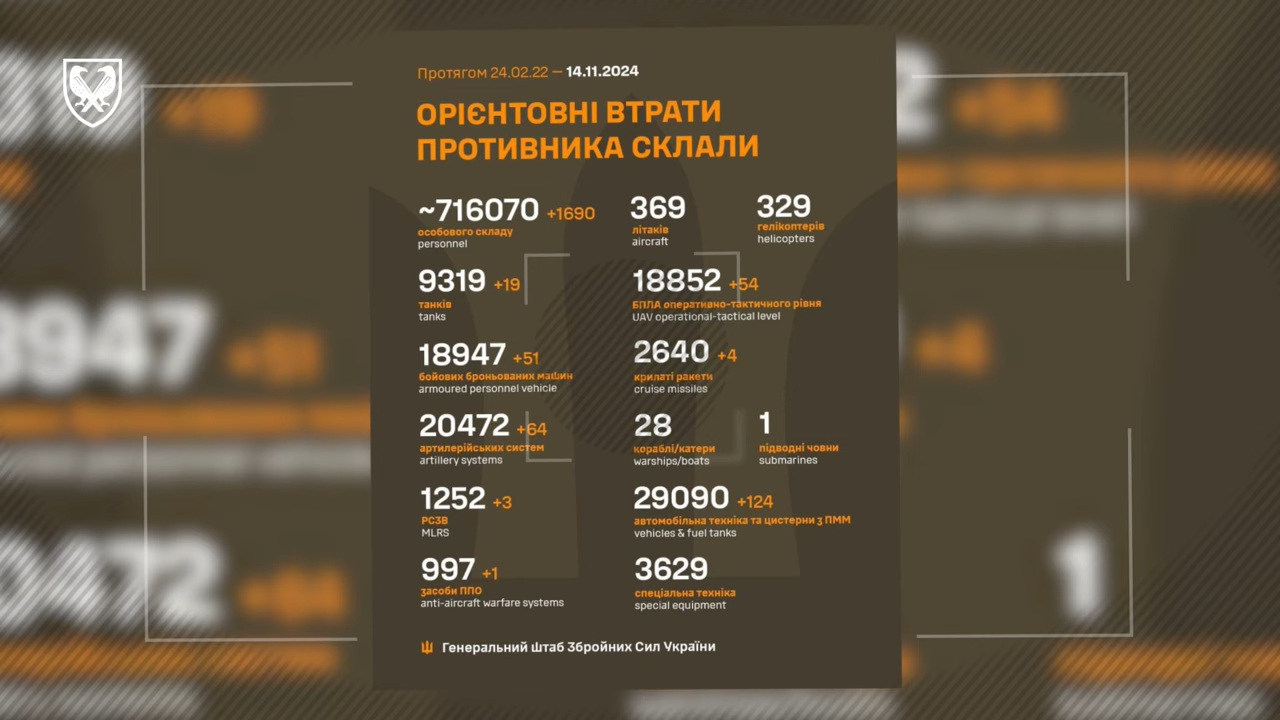 Протягом 24.02.22 — 14.11.2024
ОРІЄНТОВНІ ВТРАТИ
ПРОТИВНИКА СКЛАЛИ
~716070 +1690
особового складу
personnel
369
літаків
aircraft
329
гелікоптерів
helicopters
9319 +19
танків
tanks
18852 +54
БПЛА оперативно-тактичного рівня
UAV operational-tactical level
18947 +51
бойових броньованих машин
armoured personnel vehicle
2640 +4
крилаті ракети
cruise missiles
20472 +64
артилерійських систем
artillery systems
28
кораблі/катери
warships/boats
1
підводні човни
submarines
1252 +3
РСЗВ
MLRS
29090 +124
автомобільна техніка та цистерни з ПММ
vehicles & fuel tanks
997 +1
засоби ППО
anti-aircraft warfare systems
3629
спеціальна техніка
special equipment
Генеральний штаб Збройних Сил України